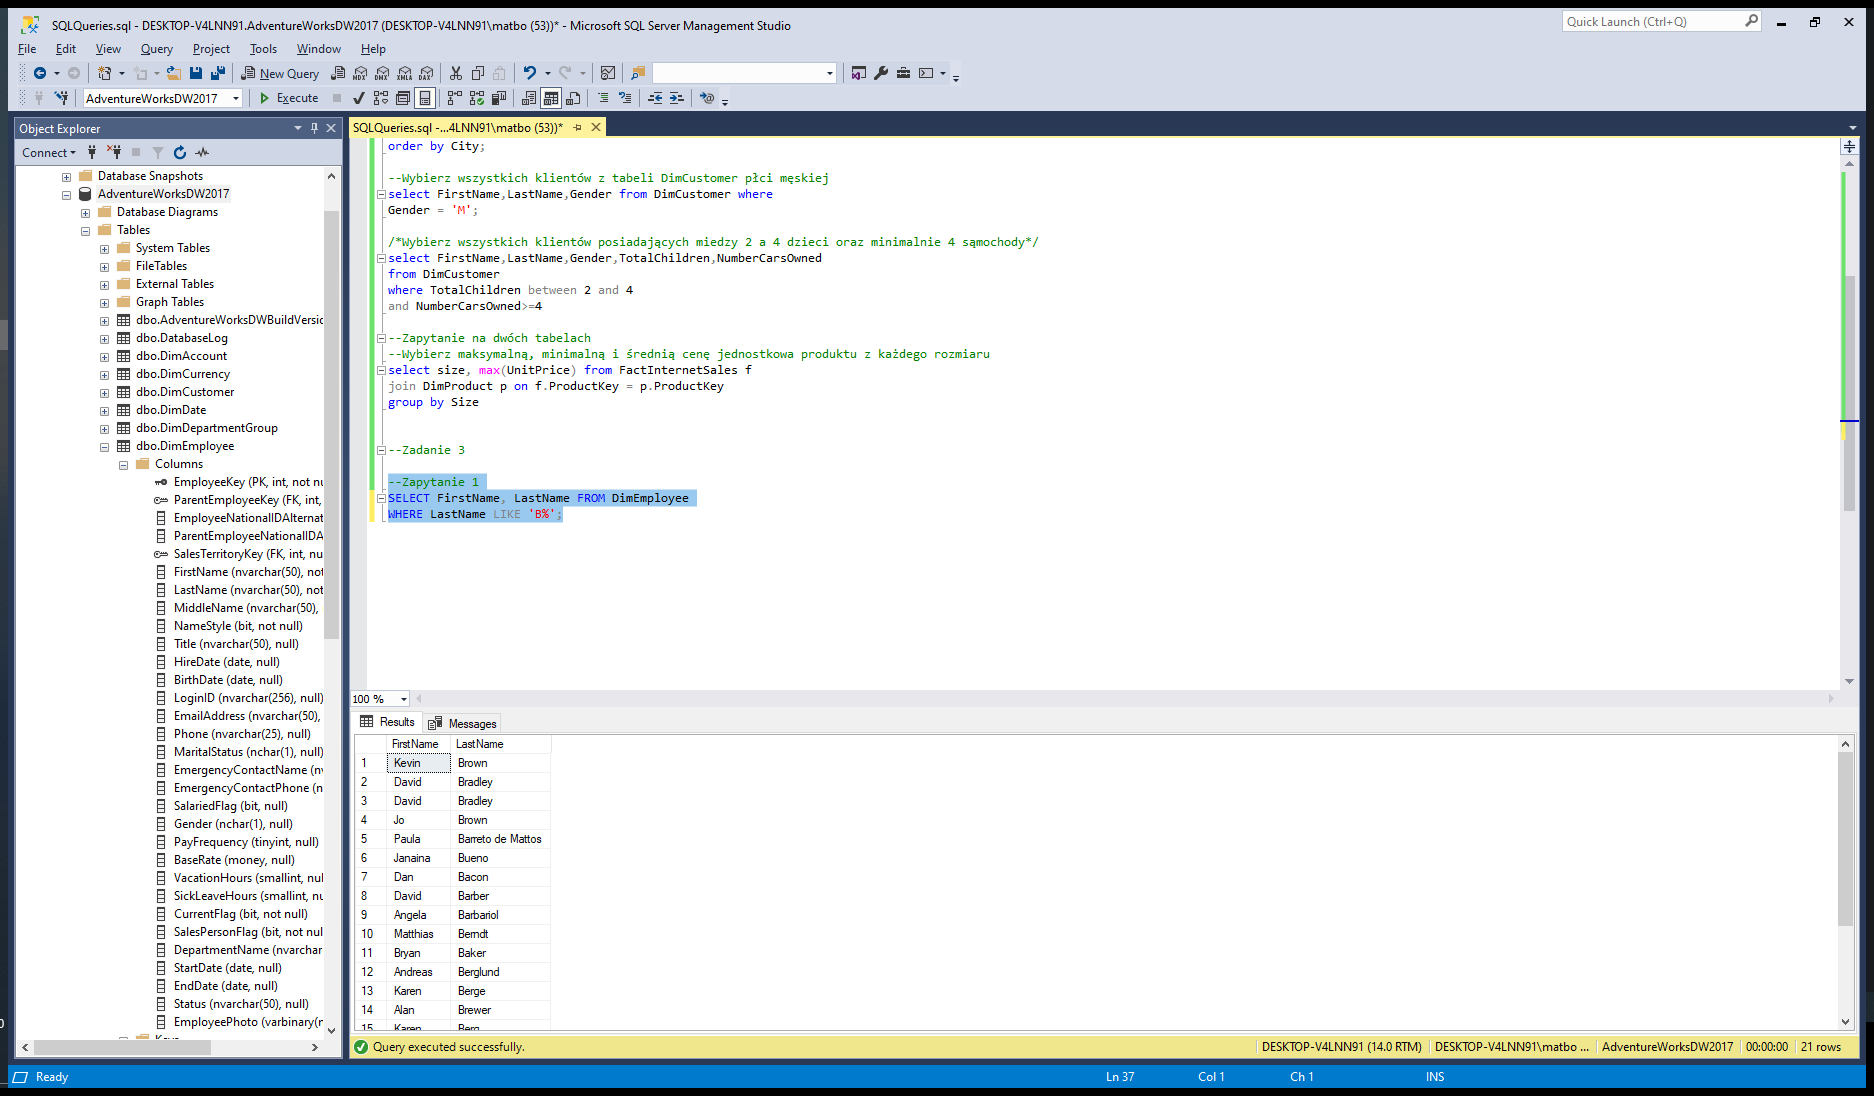 SQLQueries.sql - DESKTOP-V4LNN91.AdventureWorksDW2017 (DESKTOP-V4LNN91\matbo (53))* - Microsoft SQL Server Management Studio
Quick Launch (Ctrl+Q)
File Edit View Query Project Tools Window Help
New Query MDX DMX XMLA DAX
AdventureWorksDW2017 Execute
Object Explorer
Connect
Database Snapshots
AdventureWorksDW2017
Database Diagrams
Tables
System Tables
FileTables
External Tables
Graph Tables
dbo.AdventureWorksDWBuildVersic
dbo.DatabaseLog
dbo.DimAccount
dbo.DimCurrency
dbo.DimCustomer
dbo.DimDate
dbo.DimDepartmentGroup
dbo.DimEmployee
Columns
EmployeeKey (PK, int, not nu
ParentEmployeeKey (FK, int,
EmployeeNationalIDAlternat
ParentEmployeeNationalIDA
SalesTerritoryKey (FK, int, nu
FirstName (nvarchar(50), not
LastName (nvarchar(50), not
MiddleName (nvarchar(50),
NameStyle (bit, not null)
Title (nvarchar(50), null)
HireDate (date, null)
BirthDate (date, null)
LoginID (nvarchar(256), null)
EmailAddress (nvarchar(50),
Phone (nvarchar(25), null)
MaritalStatus (nchar(1), null)
EmergencyContactName (nv
EmergencyContactPhone (n
SalariedFlag (bit, null)
Gender (nchar(1), null)
PayFrequency (tinyint, null)
BaseRate (money, null)
VacationHours (smallint, nul
SickLeaveHours (smallint, nu
CurrentFlag (bit, not null)
SalesPersonFlag (bit, not nul
DepartmentName (nvarchar
StartDate (date, null)
EndDate (date, null)
Status (nvarchar(50), null)
EmployeePhoto (varbinary(n
SQLQueries.sql -...4LNN91\matbo (53))*
order by City;
--Wybierz wszystkich klientów z tabeli DimCustomer płci męskiej
select FirstName,LastName,Gender from DimCustomer where
Gender = 'M';
/*Wybierz wszystkich klientów posiadających miedzy 2 a 4 dzieci oraz minimalnie 4 sąmochody*/
select FirstName,LastName,Gender,TotalChildren,NumberCarsOwned
from DimCustomer
where TotalChildren between 2 and 4
and NumberCarsOwned>=4
--Zapytanie na dwóch tabelach
--Wybierz maksymalną, minimalną i średnią cenę jednostkowa produktu z każdego rozmiaru
select size, max(UnitPrice) from FactInternetSales f
join DimProduct p on f.ProductKey = p.ProductKey
group by Size
--Zadanie 3
--Zapytanie 1
SELECT FirstName, LastName FROM DimEmployee
WHERE LastName LIKE 'B%';
100 %
Results Messages
FirstName LastName
1 Kevin Brown
2 David Bradley
3 David Bradley
4 Jo Brown
5 Paula Barreto de Mattos
6 Janaina Bueno
7 Dan Bacon
8 David Barber
9 Angela Barbariol
10 Matthias Berndt
11 Bryan Baker
12 Andreas Berglund
13 Karen Berge
14 Alan Brewer
15 Karen Berg
Query executed successfully. DESKTOP-V4LNN91 (14.0 RTM) DESKTOP-V4LNN91\matbo ... AdventureWorksDW2017 00:00:00 21 rows
Ready Ln 37 Col 1 Ch 1 INS